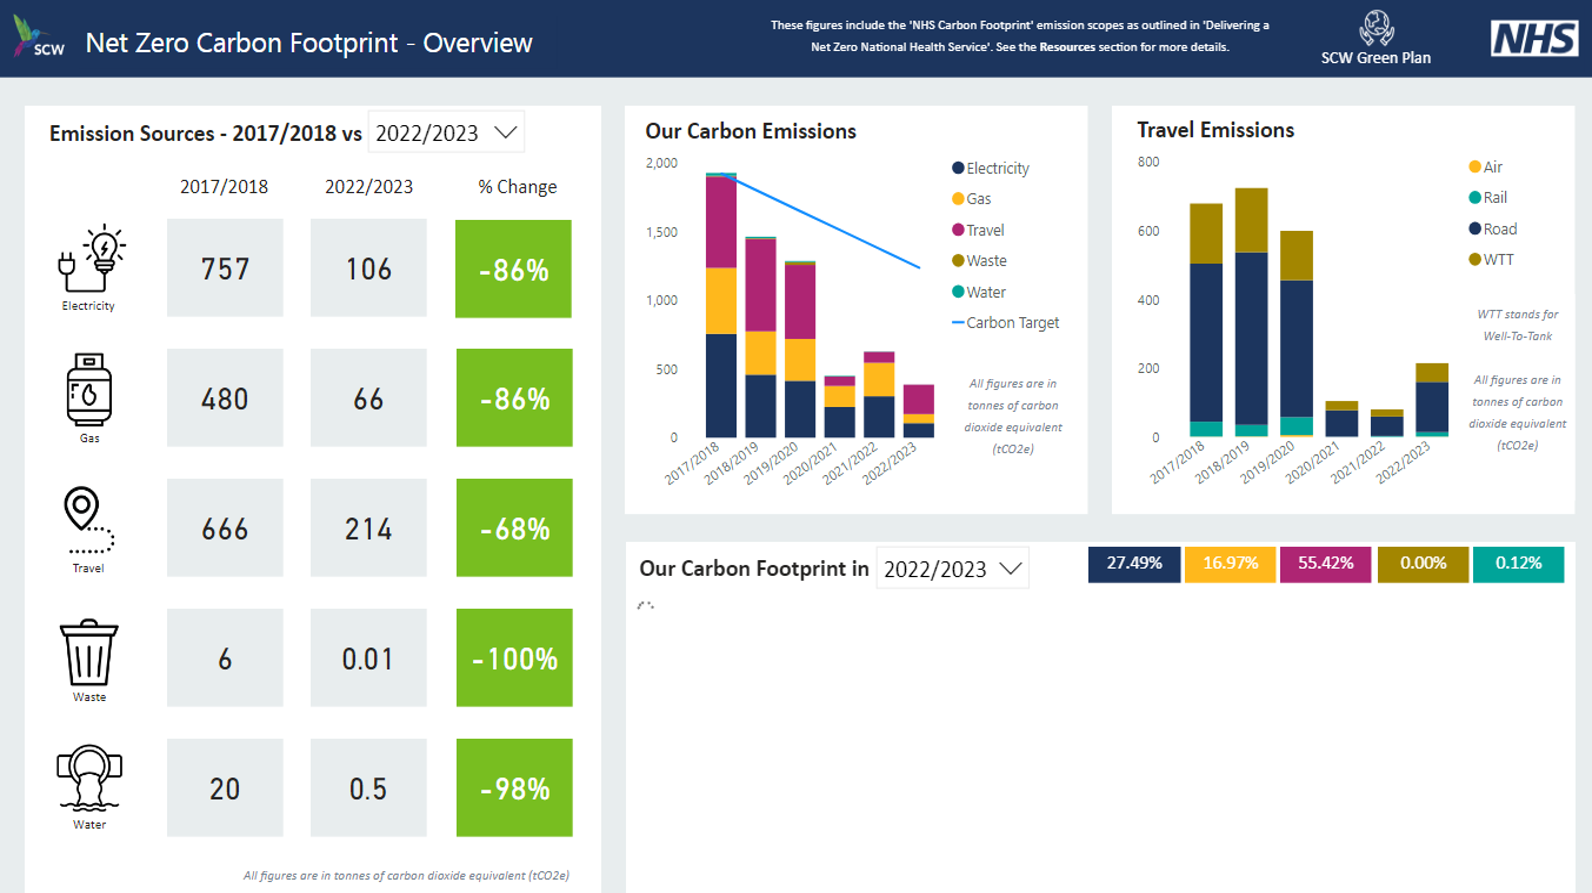 SCW
Net Zero Carbon Footprint - Overview
These figures include the 'NHS Carbon Footprint' emission scopes as outlined in 'Delivering a
Net Zero National Health Service'. See the Resources section for more details.
SCW Green Plan
NHS
Emission Sources - 2017/2018 vs 2022/2023
2017/2018 2022/2023 % Change
757 106 -86%
Electricity
480 66 -86%
Gas
666 214 -68%
Travel
6 0.01 -100%
Waste
20 0.5 -98%
Water
All figures are in tonnes of carbon dioxide equivalent (tCO2e)
Our Carbon Emissions
2,000
1,500
1,000
500
0
2017/2018
2018/2019
2019/2020
2020/2021
2021/2022
2022/2023
Electricity
Gas
Travel
Waste
Water
Carbon Target
All figures are in
tonnes of carbon
dioxide equivalent
(tCO2e)
Travel Emissions
800
600
400
200
0
2017/2018
2018/2019
2019/2020
2020/2021
2021/2022
2022/2023
Air
Rail
Road
WTT
WTT stands for
Well-To-Tank
All figures are in
tonnes of carbon
dioxide equivalent
(tCO2e)
Our Carbon Footprint in 2022/2023
27.49% 16.97% 55.42% 0.00% 0.12%